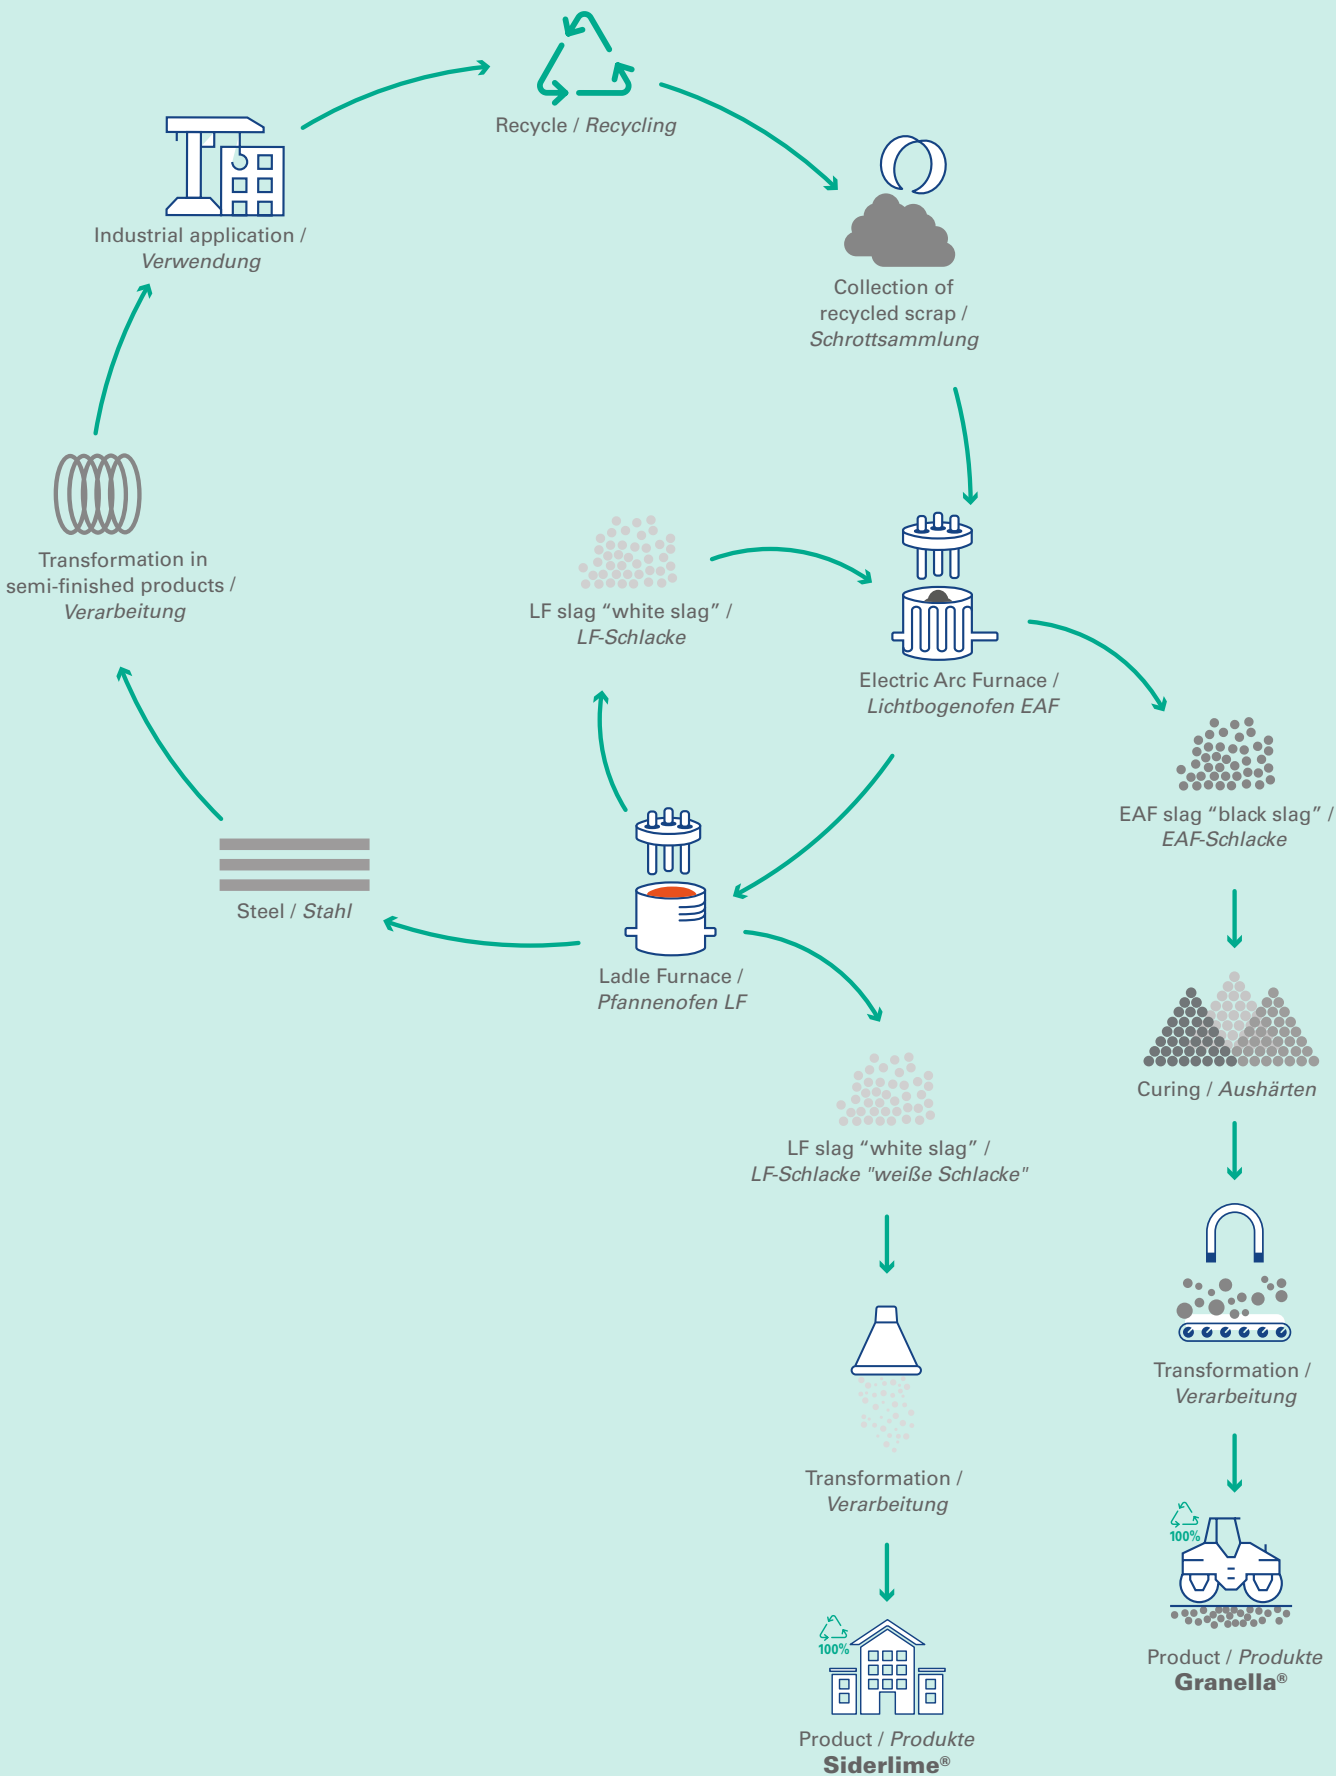 Recycle / Recycling
Industrial application /
Verwendung
Collection of
recycled scrap /
Schrottsammlung
Transformation in
semi-finished products /
Verarbeitung
LF slag “white slag” /
LF-Schlacke
Electric Arc Furnace /
Lichtbogenofen EAF
EAF slag “black slag” /
EAF-Schlacke
Steel / Stahl
Ladle Furnace /
Pfannenofen LF
Curing / Aushärten
LF slag “white slag” /
LF-Schlacke "weiße Schlacke"
Transformation /
Verarbeitung
Transformation /
Verarbeitung
100%
Product / Produkte
Granella®
100%
Product / Produkte
Siderlime®